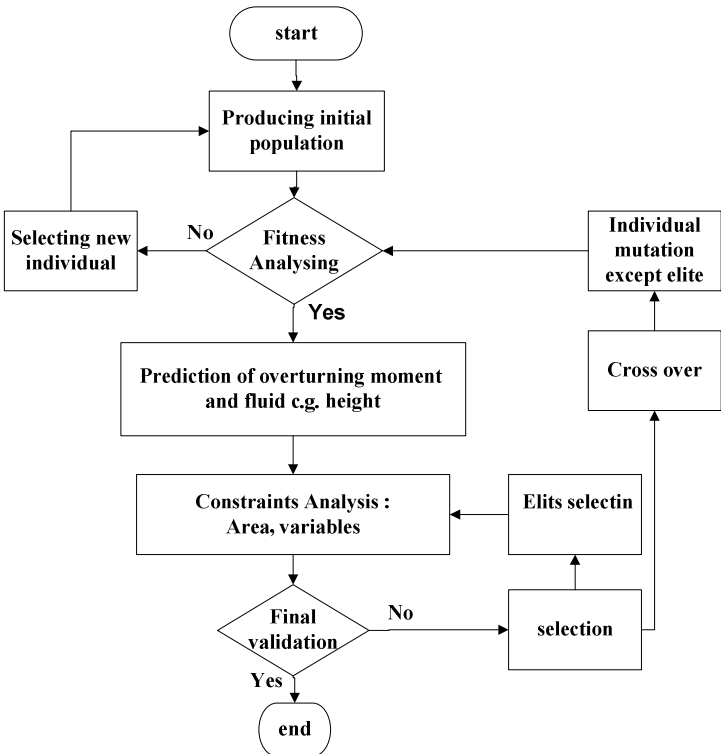 start
Producing initial
population
No
Selecting new
individual
Fitness
Analysing
Individual
mutation
except elite
Yes
Prediction of overturning moment
and fluid c.g. height
Cross over
Constraints Analysis :
Area, variables
Elits selectin
Final
validation
No
selection
Yes
end